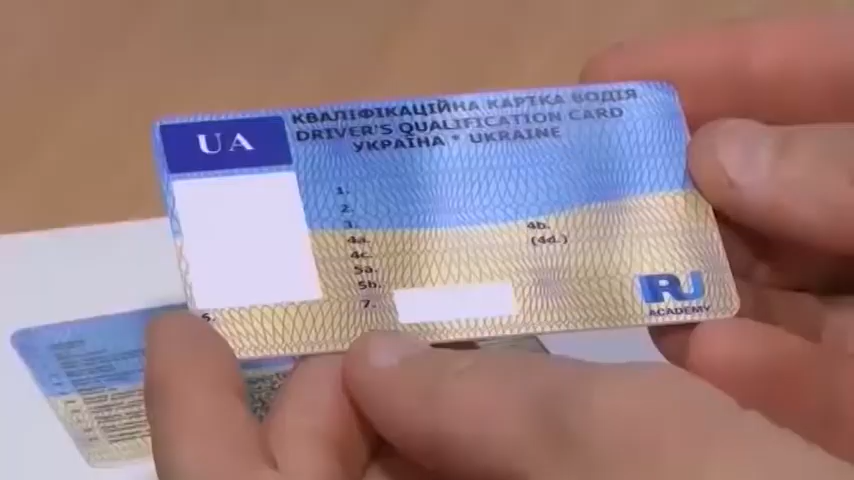 UA
КВАЛІФІКАЦІЙНА КАРТКА ВОДІЯ
DRIVER'S QUALIFICATION CARD
УКРАЇНА * UKRAINE
1.
2.
3.
4a.
4b.
4c.
(4d.)
5a.
5b.
6.
7.
IRU
ACADEMY